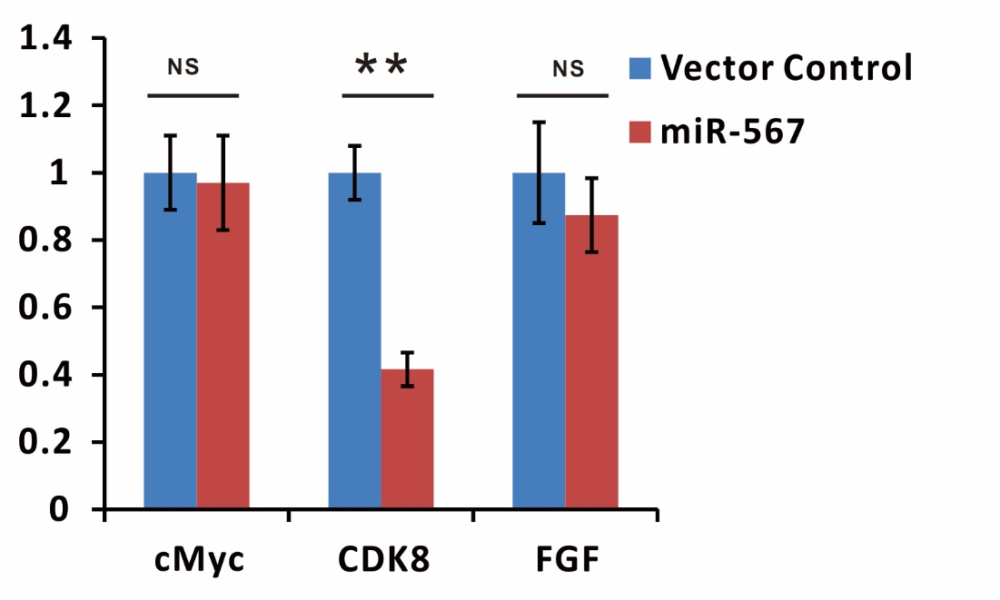 1.4
1.2
1
0.8
0.6
0.4
0.2
0
NS
**
NS
Vector Control
miR-567
cMyc
CDK8
FGF